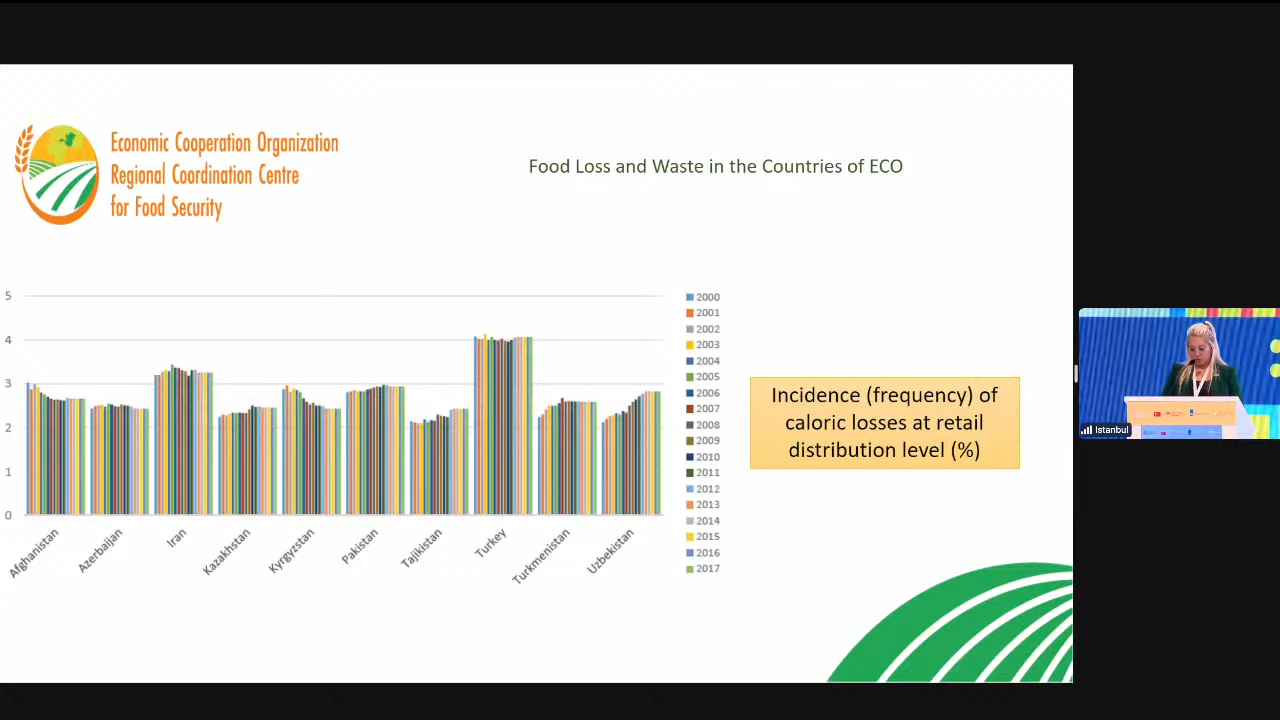 Economic Cooperation Organization
Regional Coordination Centre
for Food Security
Food Loss and Waste in the Countries of ECO
5
4
3
2
1
0
Afghanistan
Azerbaijan
Iran
Kazakhstan
Kyrgyzstan
Pakistan
Tajikistan
Turkey
Turkmenistan
Uzbekistan
2000
2001
2002
2003
2004
2005
2006
2007
2008
2009
2010
2011
2012
2013
2014
2015
2016
2017
Incidence (frequency) of
caloric losses at retail
distribution level (%)
Istanbul